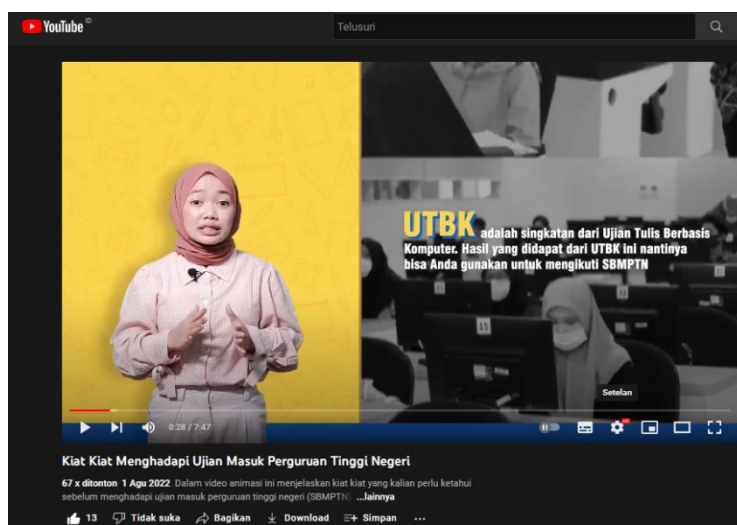 YouTube ID
Telusuri
UTBK adalah singkatan dari Ujian Tulis Berbasis
Komputer. Hasil yang didapat dari UTBK ini nantinya
bisa Anda gunakan untuk mengikuti SBMPTN
15
Setelan
0:28 / 7:47
Kiat Kiat Menghadapi Ujian Masuk Perguruan Tinggi Negeri
67 x ditonton 1 Agu 2022 Dalam video animasi ini menjelaskan kiat kiat yang kalian perlu ketahui
sebelum menghadapi ujian masuk perguruan tinggi negeri (SBMPTN) ...lainnya
13 Tidak suka Bagikan Download Simpan ...